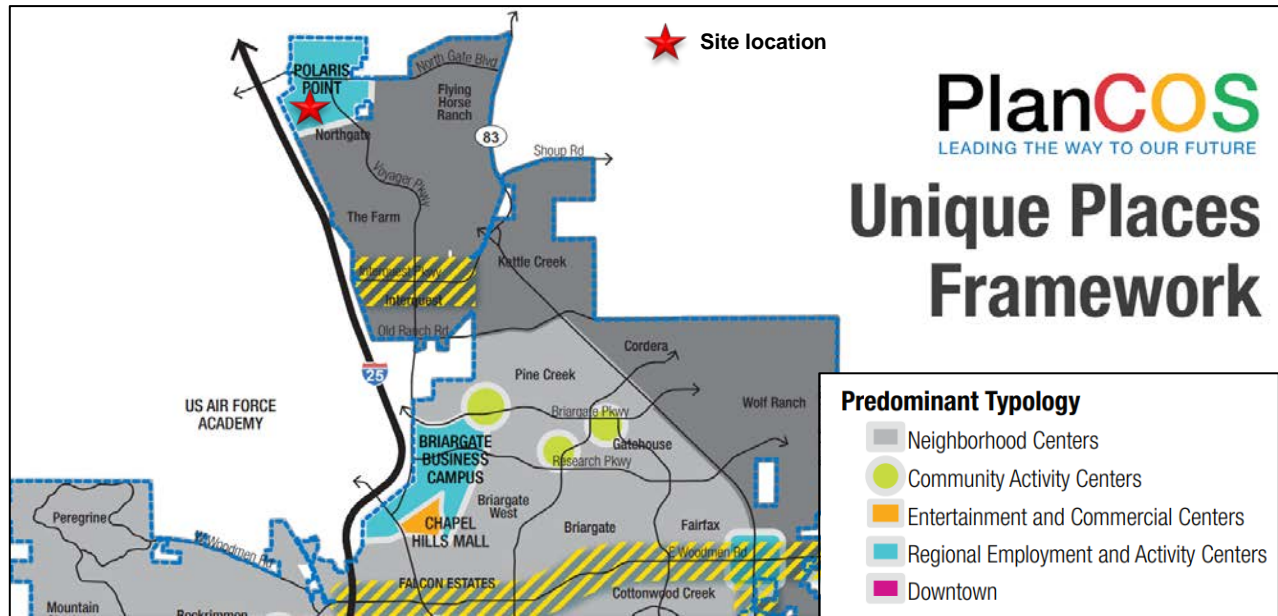 Site location
POLARIS
POINT
North Gate Blvd
Flying
Horse
Ranch
Northgate
83
Shoup Rd
Voyager Pkwy
The Farm
Kettle Creek
Interquest Pkwy
Interquest
Old Ranch Rd
25
Cordera
Pine Creek
US AIR FORCE
ACADEMY
Briargate Pkwy
Wolf Ranch
Gatehouse
BRIARGATE
BUSINESS
CAMPUS
Research Pkwy
Briargate
West
Peregrine
CHAPEL
HILLS MALL
Briargate
Fairfax
W Woodmen Rd
E Woodmen Rd
FALCON ESTATES
Cottonwood Creek
Mountain
Rockrimmon
PlanCOS
LEADING THE WAY TO OUR FUTURE
Unique Places
Framework
Predominant Typology
Neighborhood Centers
Community Activity Centers
Entertainment and Commercial Centers
Regional Employment and Activity Centers
Downtown